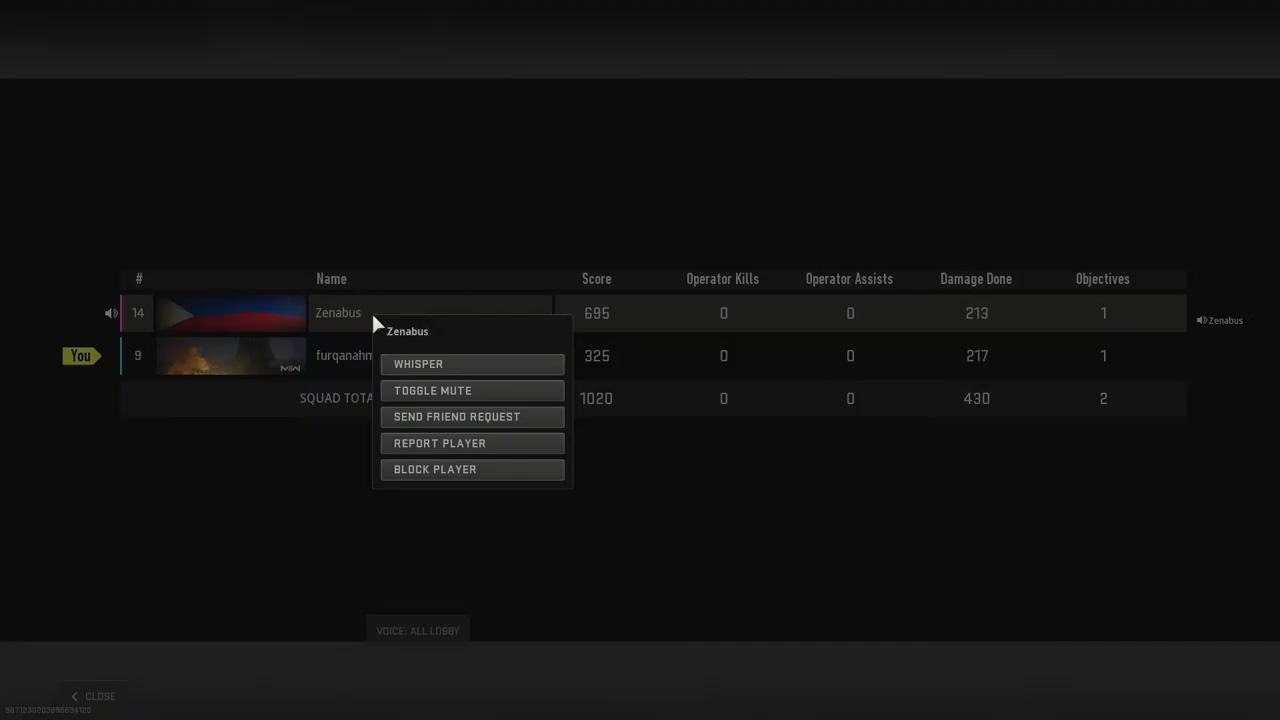 # Name Score Operator Kills Operator Assists Damage Done Objectives
14 Zenabus 695 0 0 213 1
Zenabus
You 9 MW furqanahm 325 0 0 217 1
SQUAD TOTA 1020 0 0 430 2
Zenabus
WHISPER
TOGGLE MUTE
SEND FRIEND REQUEST
REPORT PLAYER
BLOCK PLAYER
VOICE: ALL LOBBY
CLOSE